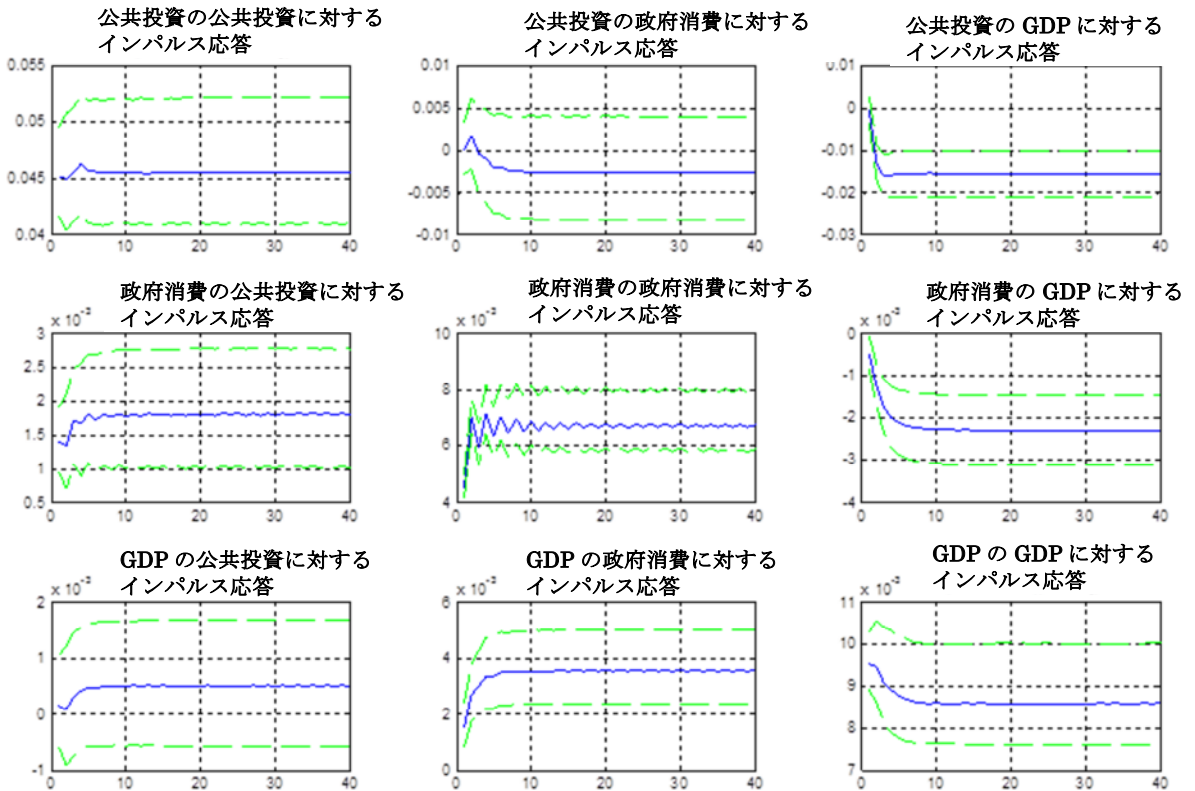 公共投資の公共投資に対する
インパルス応答
公共投資の政府消費に対する
インパルス応答
公共投資の GDP に対する
インパルス応答
0.055
0.05
0.045
0.04
0 10 20 30 40
0.01
0.005
0
-0.005
-0.01
0 10 20 30 40
0.01
0
-0.01
-0.02
-0.03
0 10 20 30 40
政府消費の公共投資に対する
インパルス応答
政府消費の政府消費に対する
インパルス応答
政府消費の GDP に対する
インパルス応答
x 10⁻³
3
2.5
2
1.5
1
0.5
0 10 20 30 40
x 10⁻³
10
8
6
4
0 10 20 30 40
x 10⁻³
0
-1
-2
-3
-4
0 10 20 30 40
GDP の公共投資に対する
インパルス応答
GDP の政府消費に対する
インパルス応答
GDP の GDP に対する
インパルス応答
x 10⁻³
2
1
0
-1
0 10 20 30 40
x 10⁻³
6
4
2
0
0 10 20 30 40
x 10⁻³
11
10
9
8
7
0 10 20 30 40